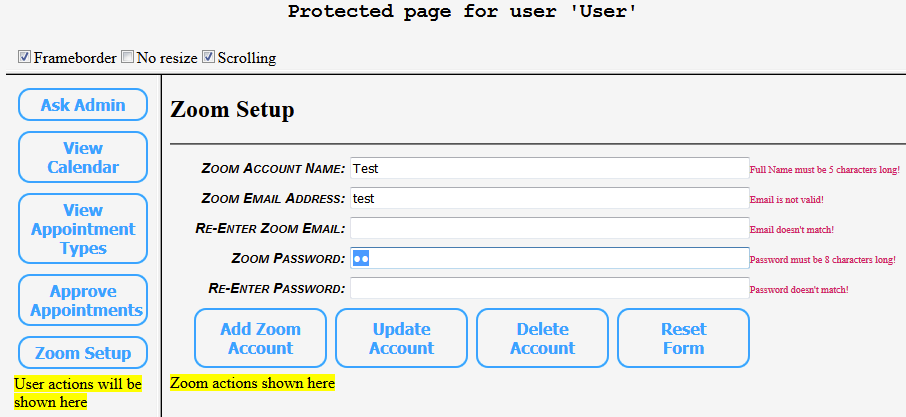 Protected page for user 'User'
Frameborder No resize Scrolling
Ask Admin
View
Calendar
View
Appointment
Types
Approve
Appointments
Zoom Setup
User actions will be
shown here
Zoom Setup
Zoom Account Name: Test Full Name must be 5 characters long!
Zoom Email Address: test Email is not valid!
Re-Enter Zoom Email: Email doesn't match!
Zoom Password: •• Password must be 8 characters long!
Re-Enter Password: Password doesn't match!
Add Zoom
Account
Update
Account
Delete
Account
Reset
Form
Zoom actions shown here